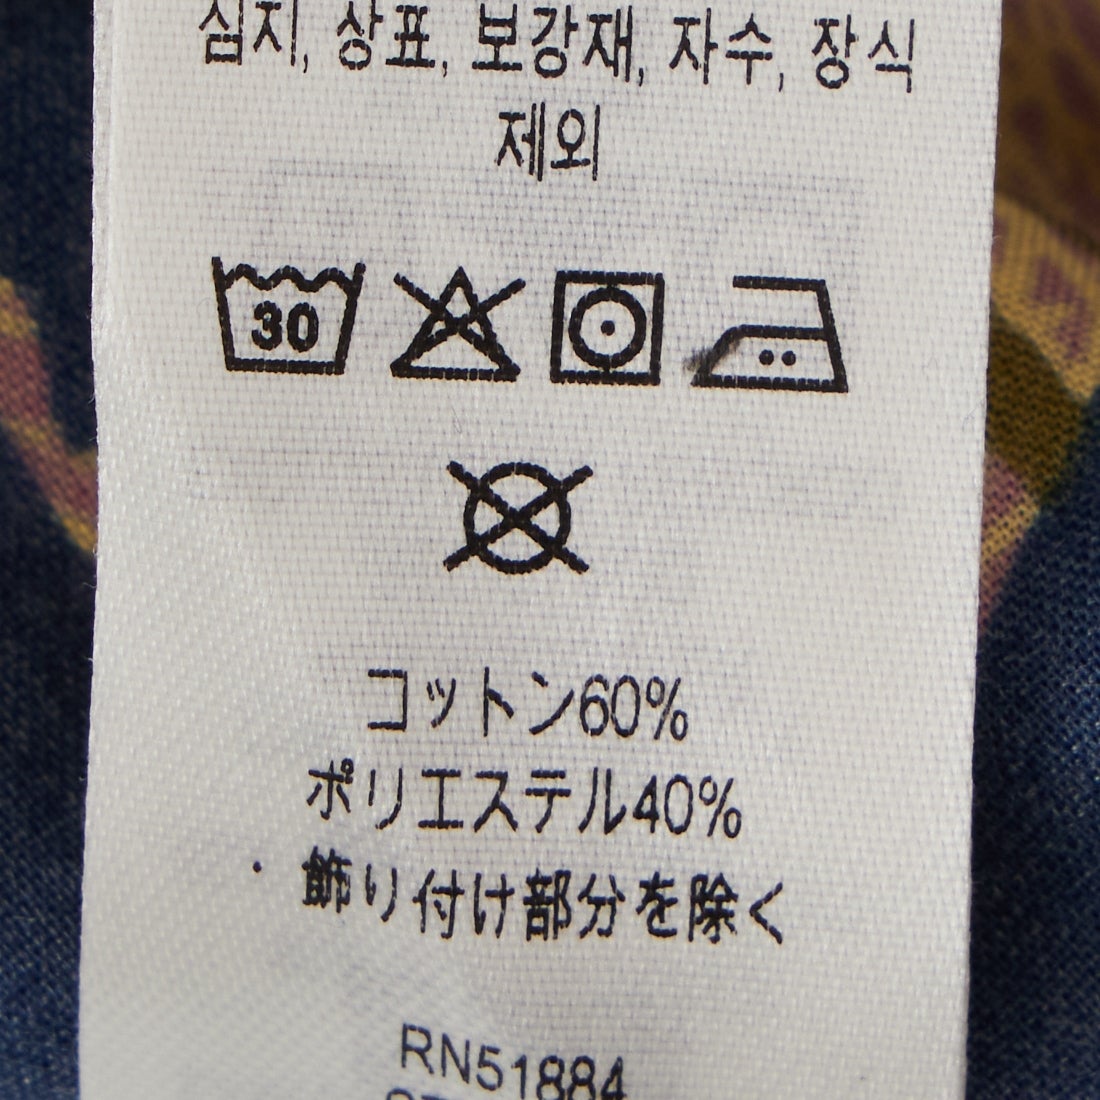 심지, 상표, 보강재, 자수, 장식
제외
30
コットン60%
ポリエステル40%
・飾り付け部分を除く
RN51884